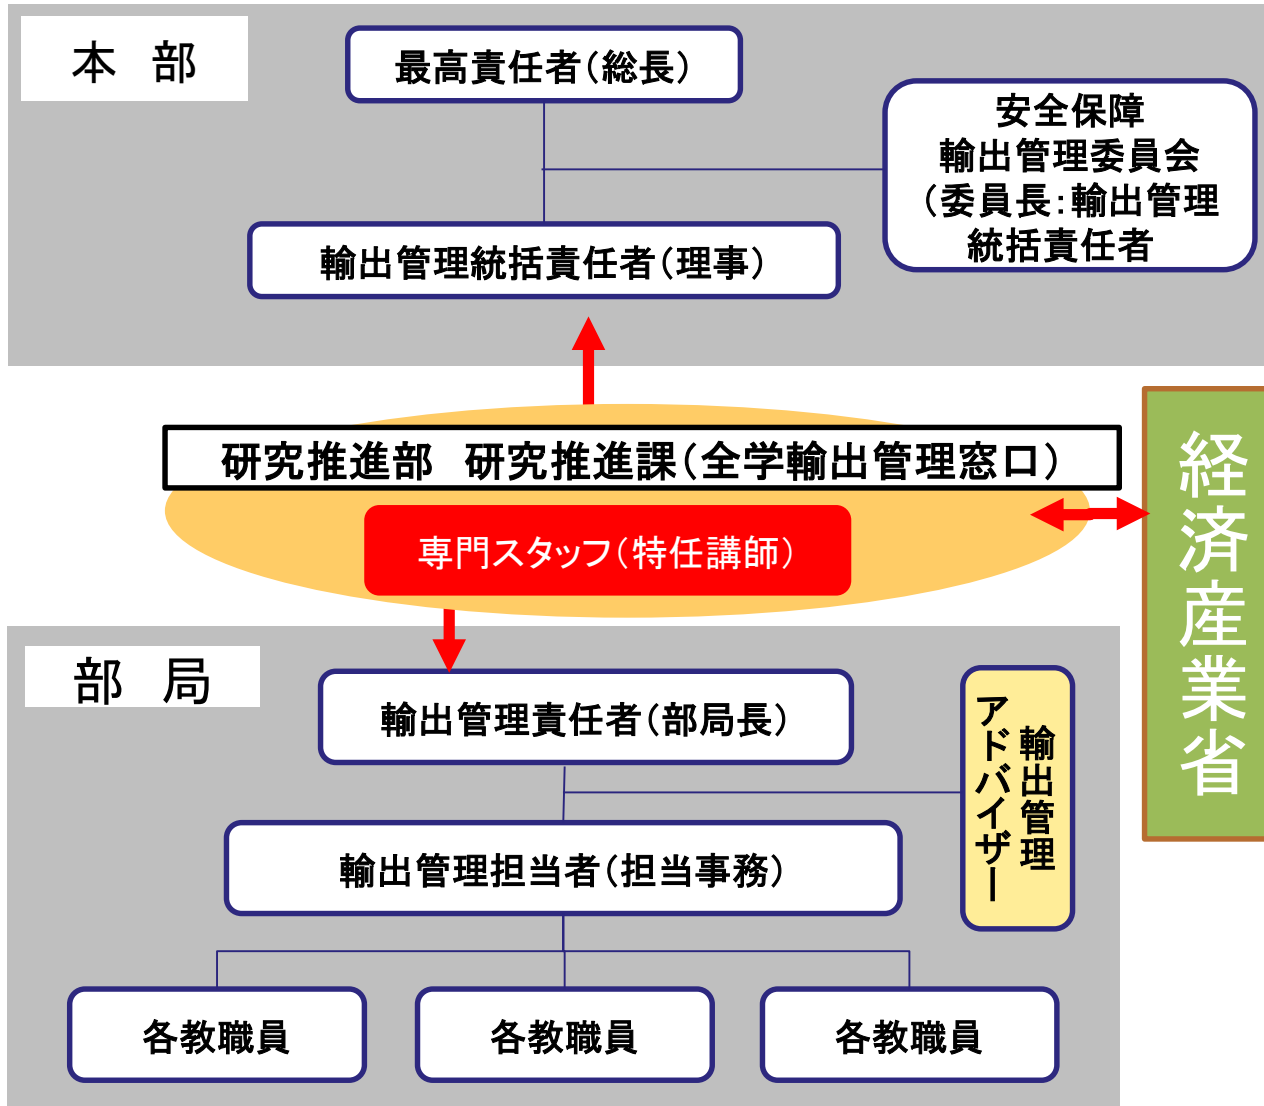 本　部
最高責任者（総長）
安全保障
輸出管理委員会
（委員長：輸出管理
統括責任者
輸出管理統括責任者（理事）
研究推進部　研究推進課（全学輸出管理窓口）
専門スタッフ（特任講師）
経済産業省
部　局
輸出管理責任者（部局長）
輸出管理
アドバイザー
輸出管理担当者（担当事務）
各教職員
各教職員
各教職員